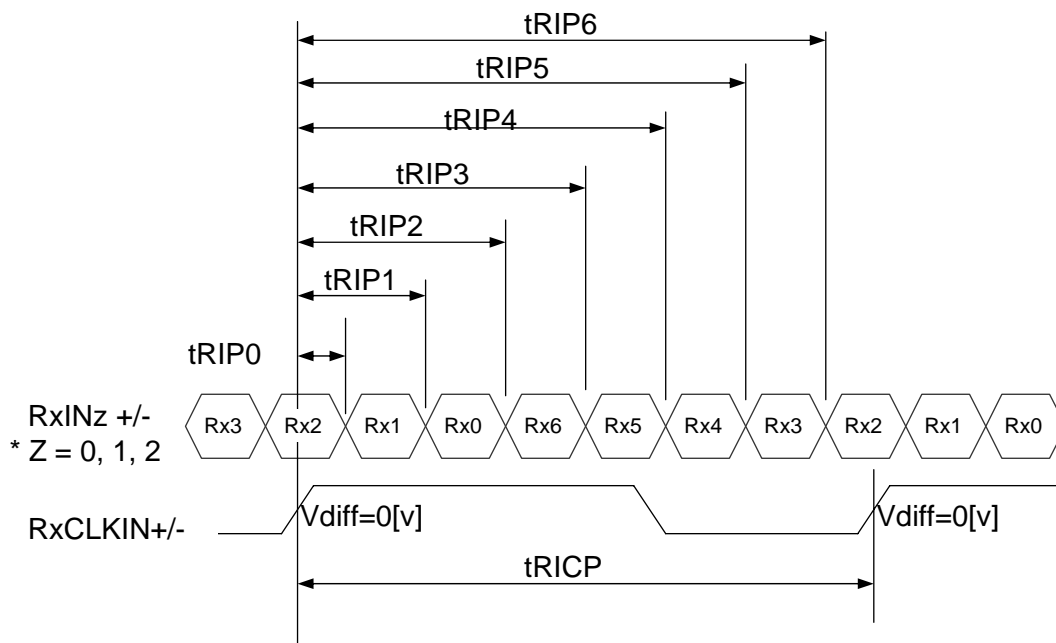 tRIP6
tRIP5
tRIP4
tRIP3
tRIP2
tRIP1
tRIP0
RxINz +/-
* Z = 0, 1, 2
Rx3 Rx2 Rx1 Rx0 Rx6 Rx5 Rx4 Rx3 Rx2 Rx1 Rx0
RxCLKIN+/- Vdiff=0[v] Vdiff=0[v]
tRICP